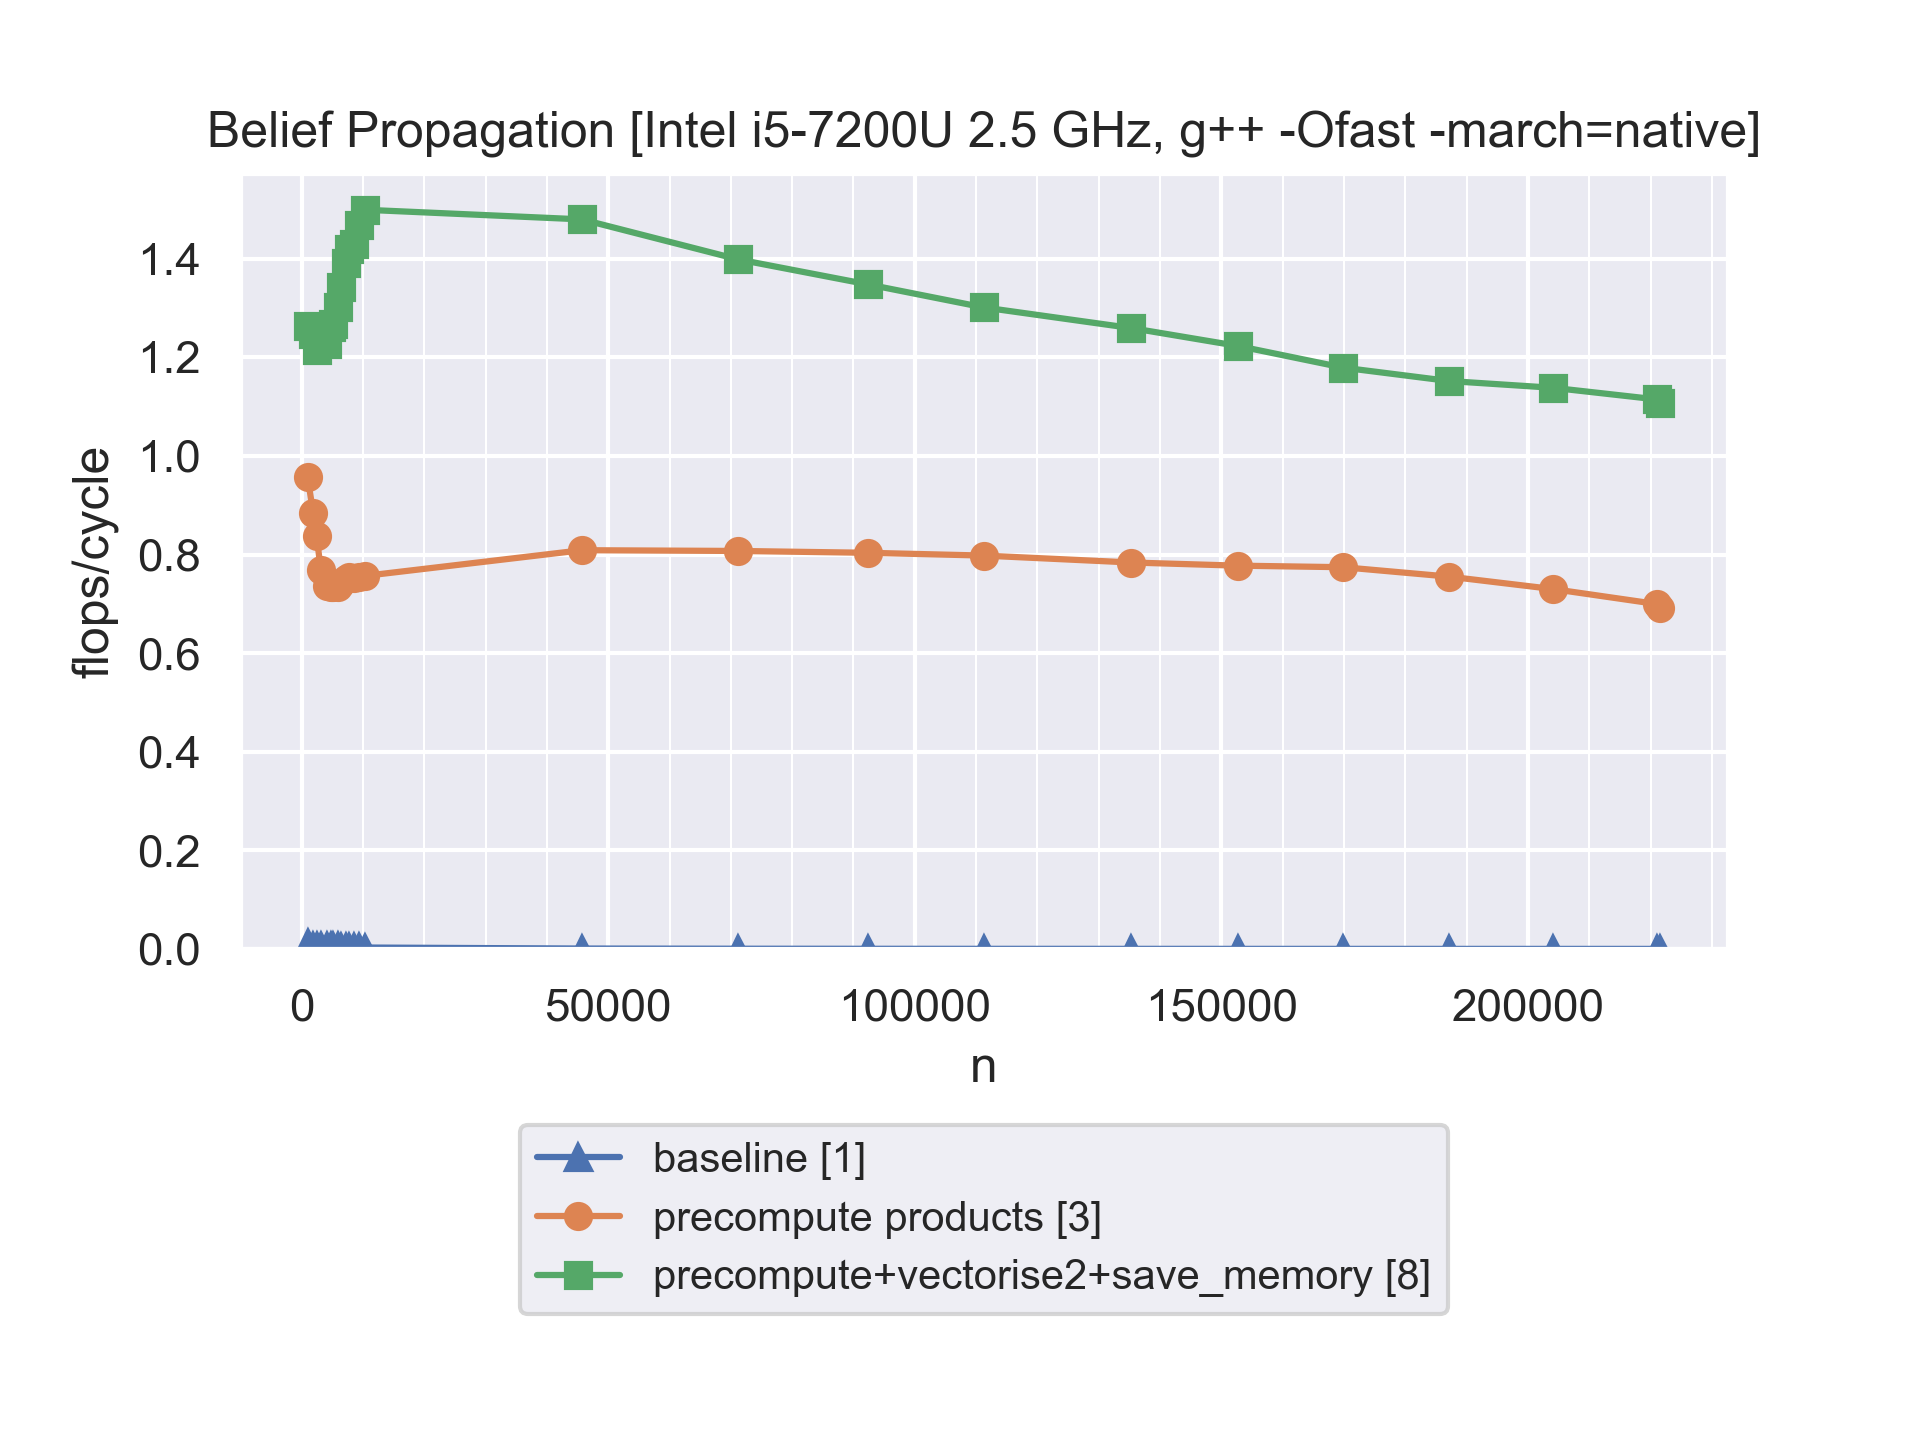 Belief Propagation [Intel i5-7200U 2.5 GHz, g++ -Ofast -march=native]
flops/cycle
1.4
1.2
1.0
0.8
0.6
0.4
0.2
0.0
0 50000 100000 150000 200000
n
baseline [1]
precompute products [3]
precompute+vectorise2+save_memory [8]